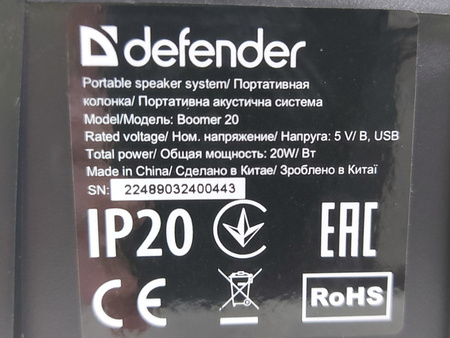 defender
Portable speaker system/ Портативная
колонка/ Портативна акустична система
Model/Модель: Boomer 20
Rated voltage/ Ном. напряжение/ Напруга: 5 V/ В, USB
Total power/ Общая мощность: 20W/ Вт
Made in China/ Сделано в Китае/ Зроблено в Китаї
SN: 22489032400443
IP20 EAC
CE RoHS